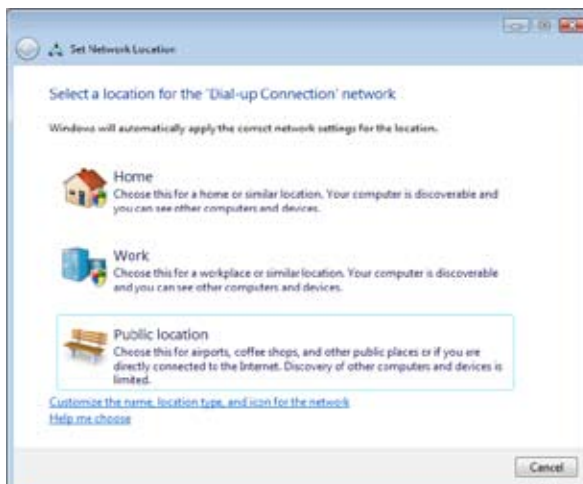 Set Network Location
Select a location for the 'Dial-up Connection' network
Windows will automatically apply the correct network settings for the location.
Home
Choose this for a home or similar location. Your computer is discoverable and
you can see other computers and devices.
Work
Choose this for a workplace or similar location. Your computer is discoverable
and you can see other computers and devices.
Public location
Choose this for airports, coffee shops, and other public places or if you are
directly connected to the Internet. Discovery of other computers and devices is
limited.
Customize the name, location type, and icon for the network
Help me choose
Cancel